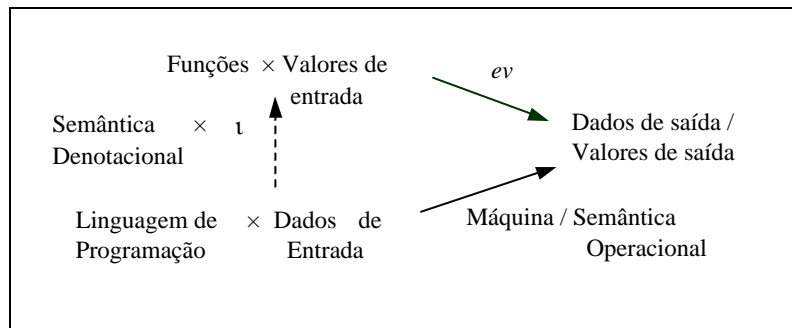 Funções × Valores de
entrada
ev
Semântica × ι
Denotacional
Dados de saída /
Valores de saída
Linguagem de × Dados de
Programação Entrada
Máquina / Semântica
Operacional